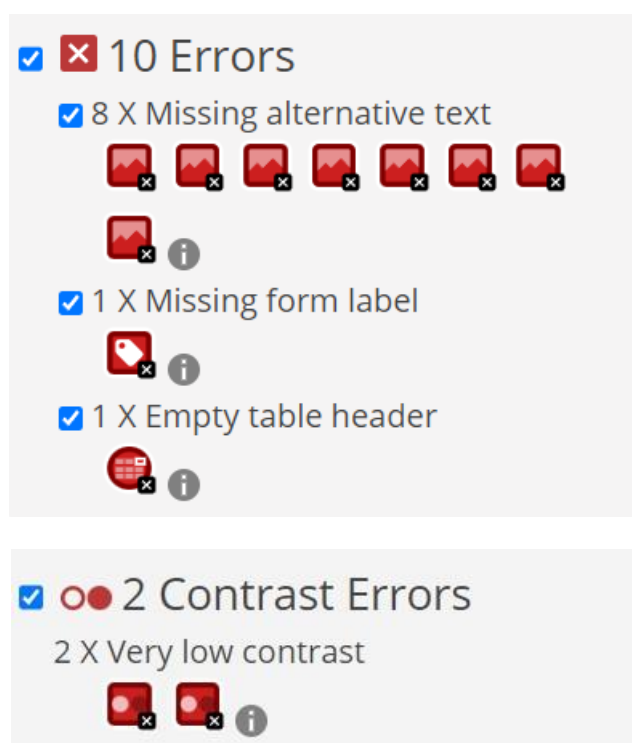 10 Errors
8 X Missing alternative text
1 X Missing form label
1 X Empty table header
2 Contrast Errors
2 X Very low contrast